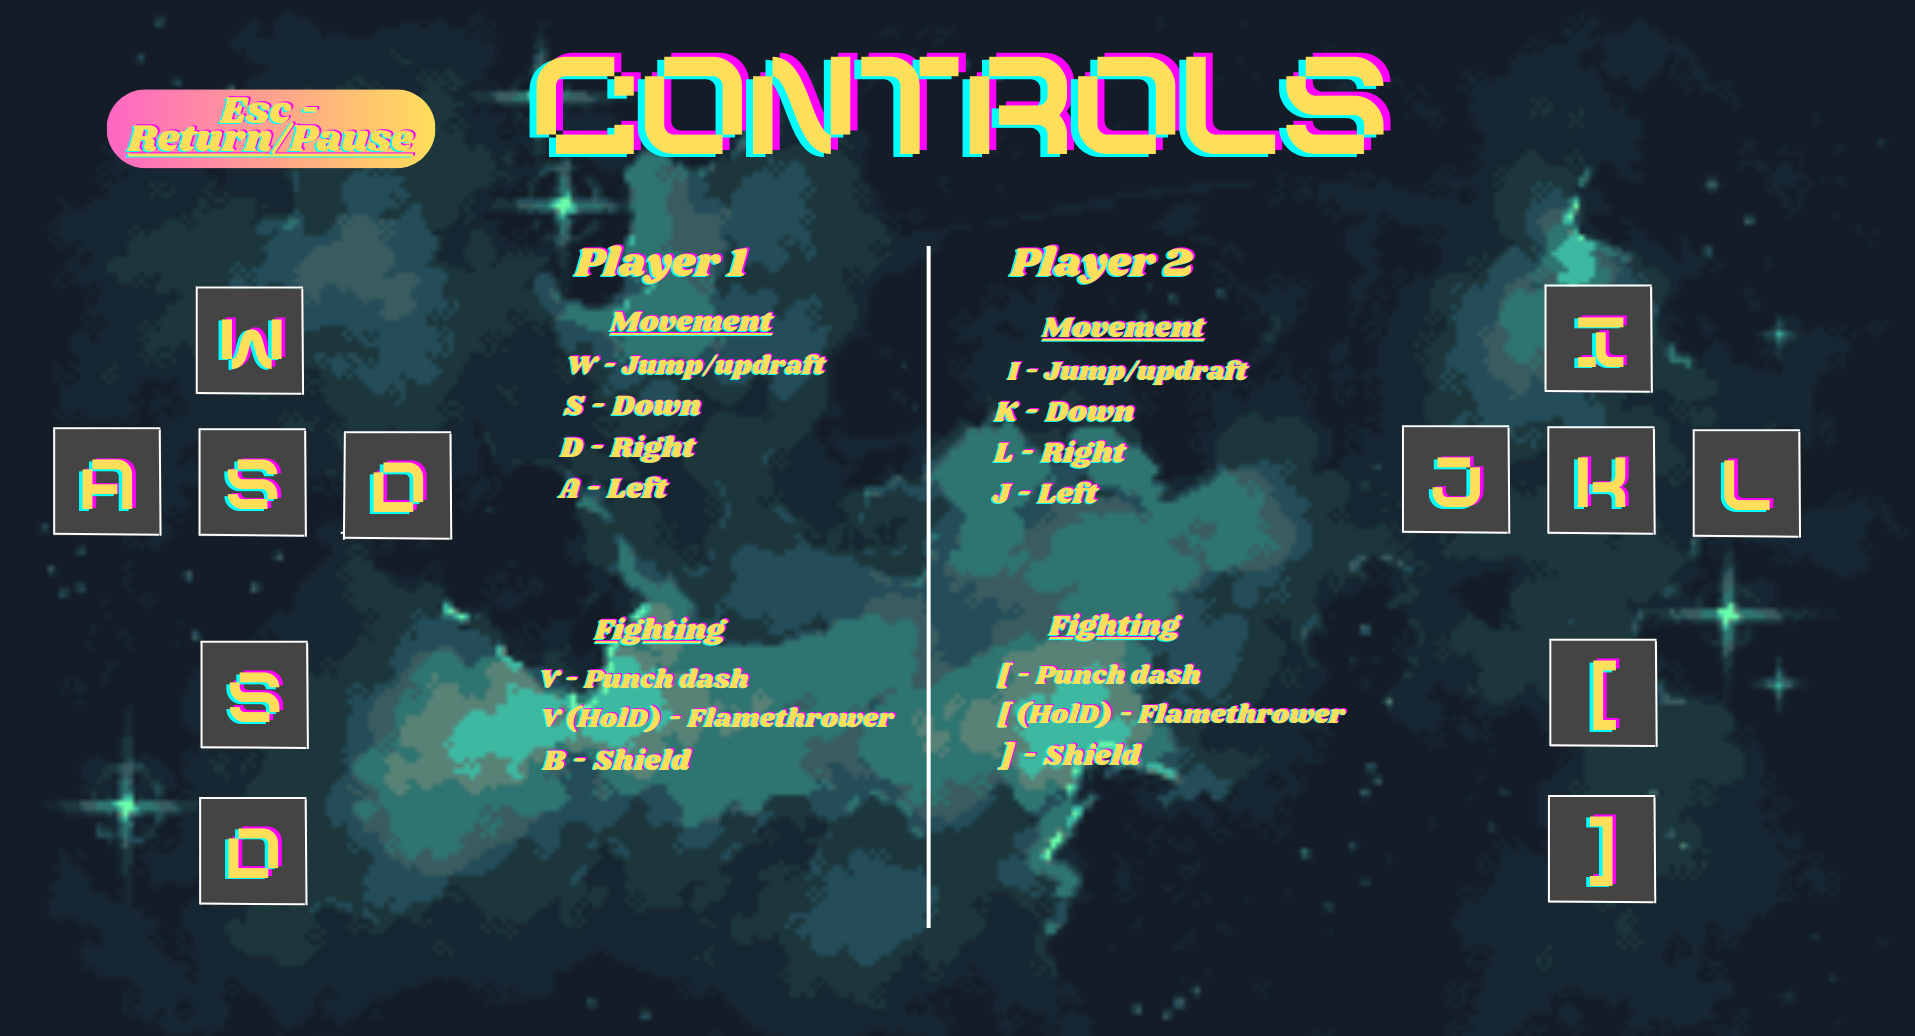 CONTROLS
Esc -
Return/Pause
W
A
S
D
S
D
Player 1
Movement
W - Jump/updraft
S - Down
D - Right
A - Left
Fighting
V - Punch dash
V (HolD) - Flamethrower
B - Shield
Player 2
Movement
I - Jump/updraft
K - Down
L - Right
J - Left
Fighting
[ - Punch dash
[ (HolD) - Flamethrower
] - Shield
I
J
K
L
[
]